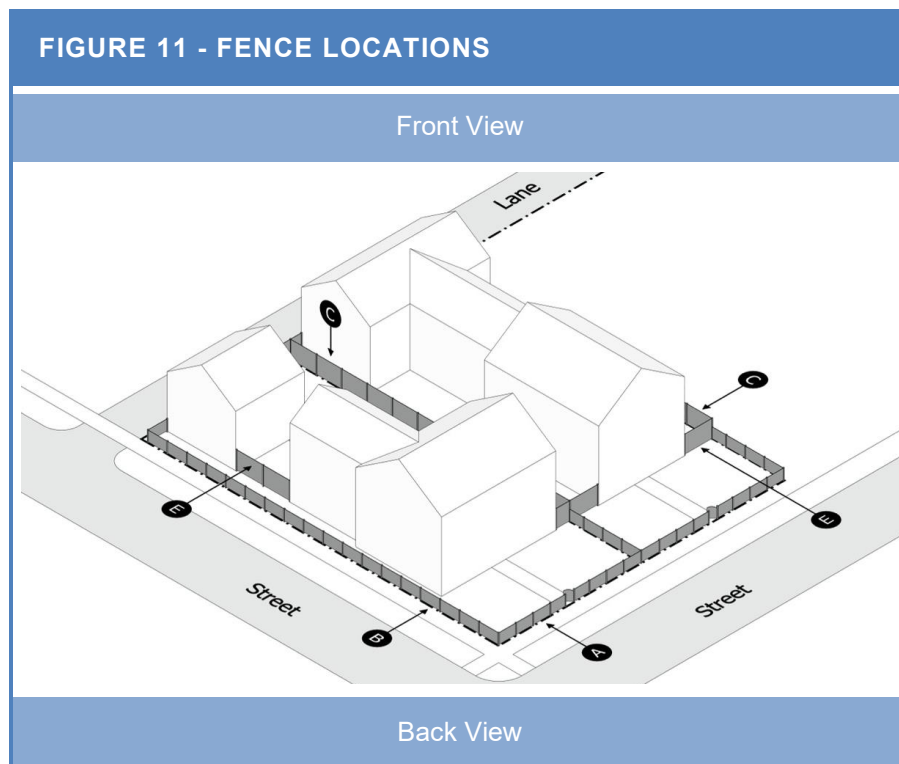 FIGURE 11 - FENCE LOCATIONS
Front View
Lane
C
C
E
E
Street
Street
B
A
Back View